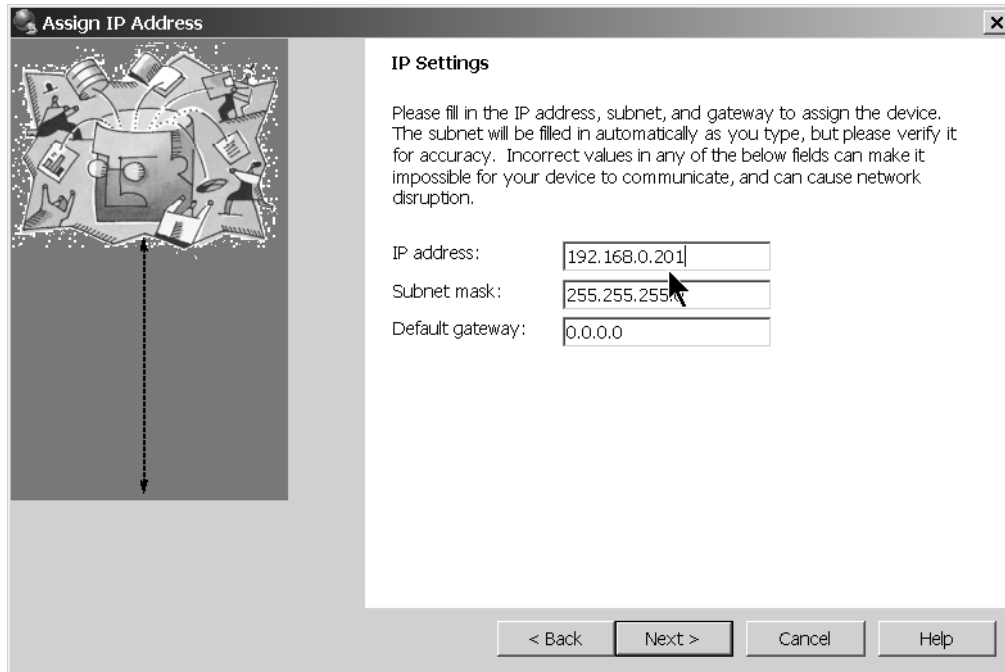 Assign IP Address
IP Settings
Please fill in the IP address, subnet, and gateway to assign the device.
The subnet will be filled in automatically as you type, but please verify it
for accuracy. Incorrect values in any of the below fields can make it
impossible for your device to communicate, and can cause network
disruption.
IP address: 192.168.0.201
Subnet mask: 255.255.255.0
Default gateway: 0.0.0.0
< Back Next > Cancel Help